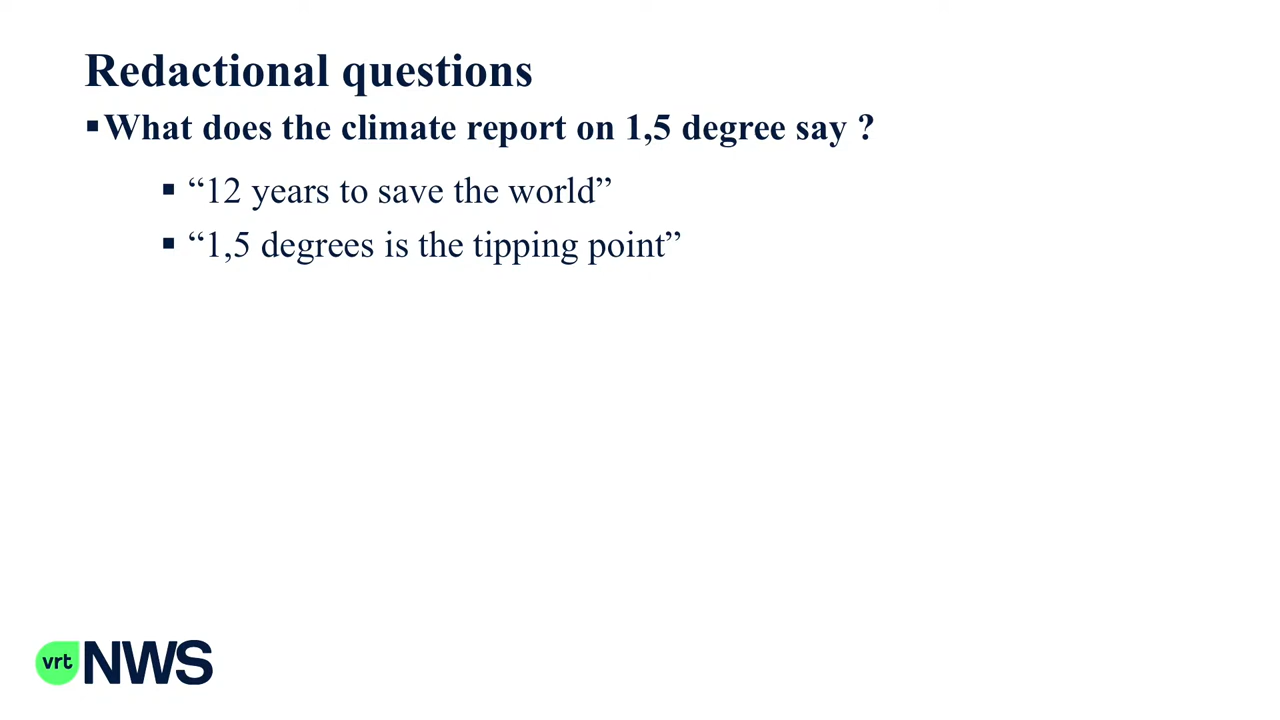 Redactional questions
▪What does the climate report on 1,5 degree say ?
▪ “12 years to save the world”
▪ “1,5 degrees is the tipping point”
vrt NWS